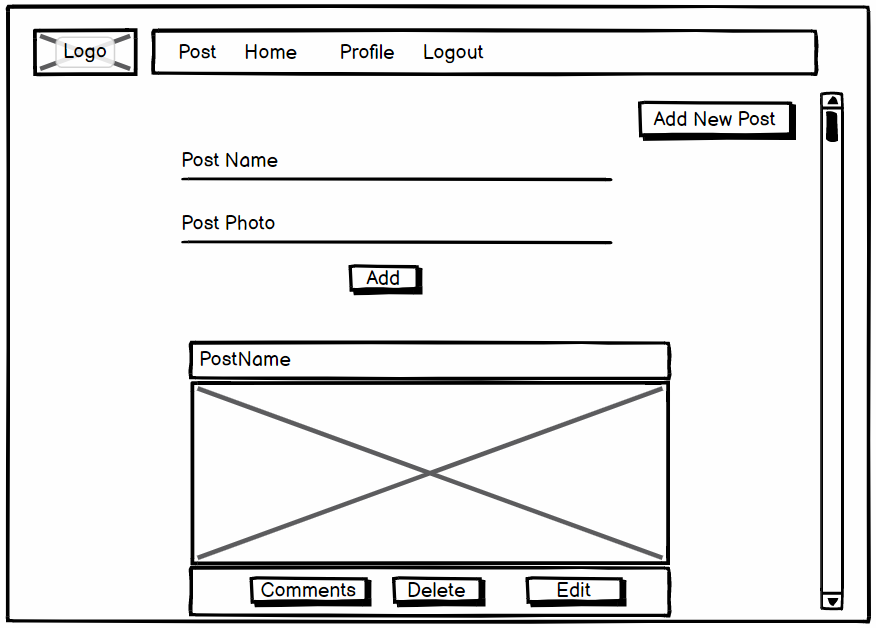 Logo
Post Home Profile Logout
Add New Post
Post Name
Post Photo
Add
PostName
Comments Delete Edit